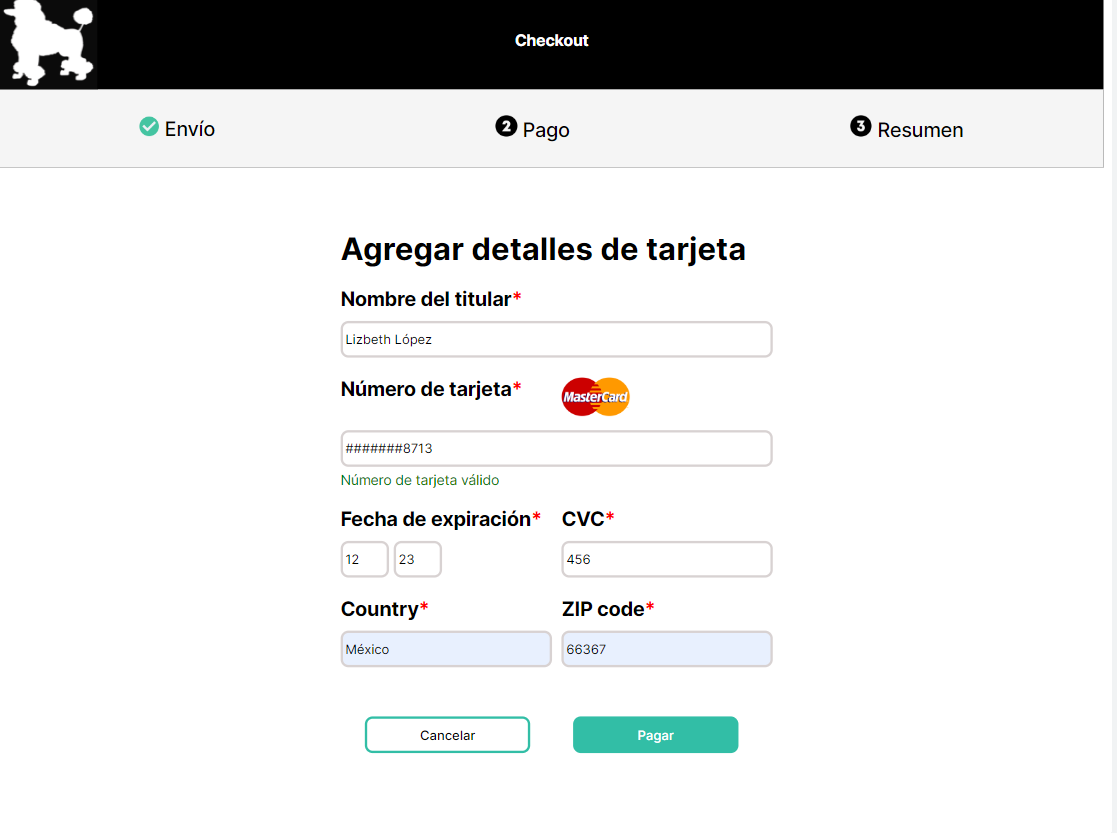 Checkout
Envío
2 Pago
3 Resumen
Agregar detalles de tarjeta
Nombre del titular*
Lizbeth López
Número de tarjeta* MasterCard
#######8713
Número de tarjeta válido
Fecha de expiración* CVC*
12 23 456
Country* ZIP code*
México 66367
Cancelar Pagar